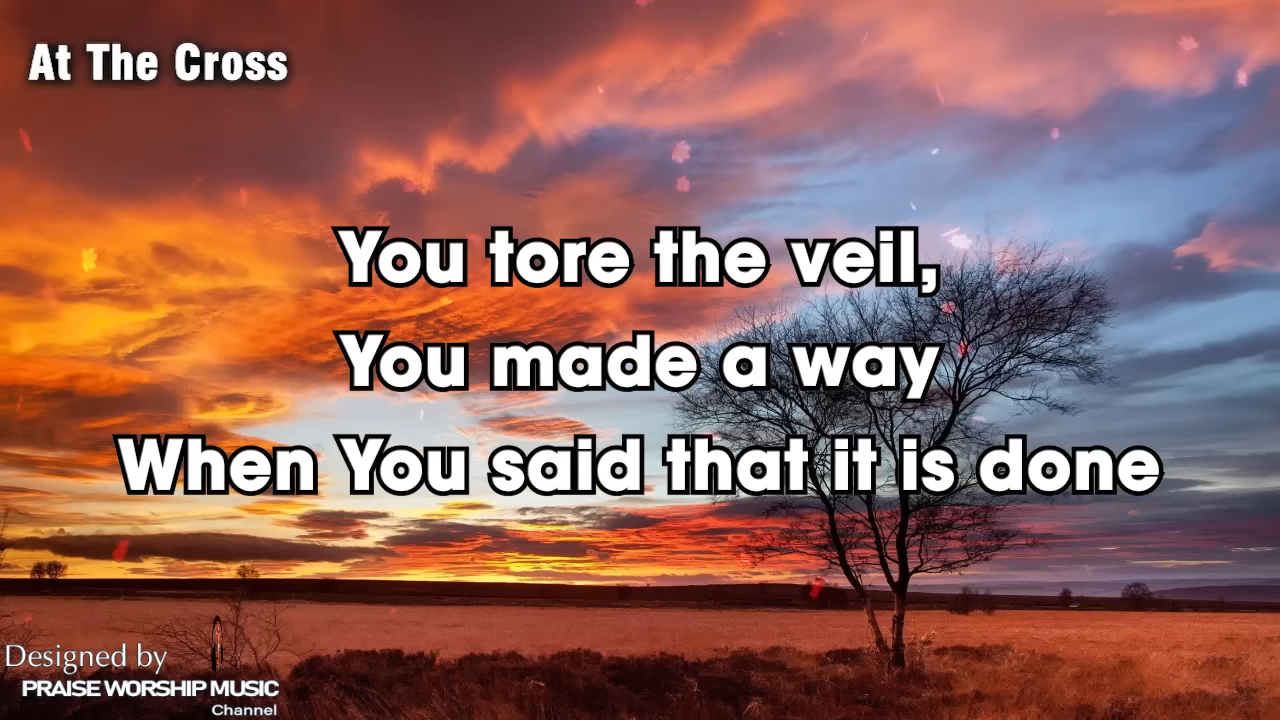 At The Cross
You tore the veil,
You made a way
When You said that it is done
Designed by
PRAISE WORSHIP MUSIC
Channel